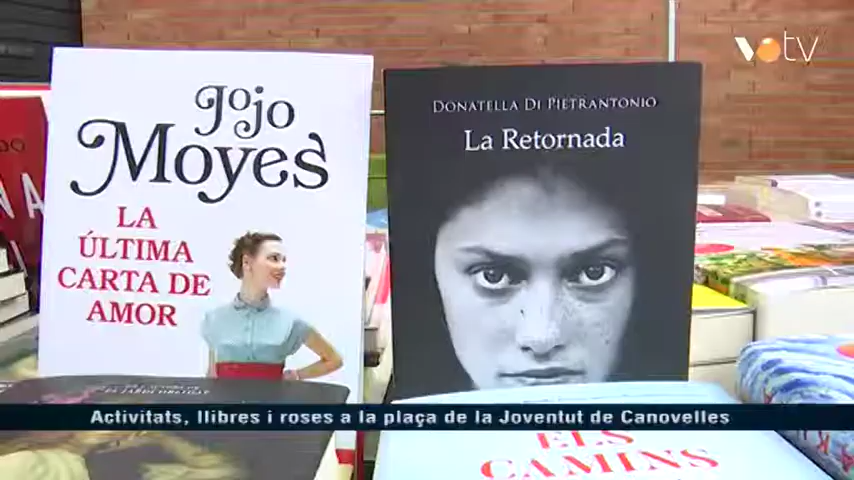 votv
Jojo
Moyes
LA
ÚLTIMA
CARTA DE
AMOR
DONATELLA DI PIETRANTONIO
La Retornada
Activitats, llibres i roses a la plaça de la Joventut de Canovelles
ELS
CAMINS